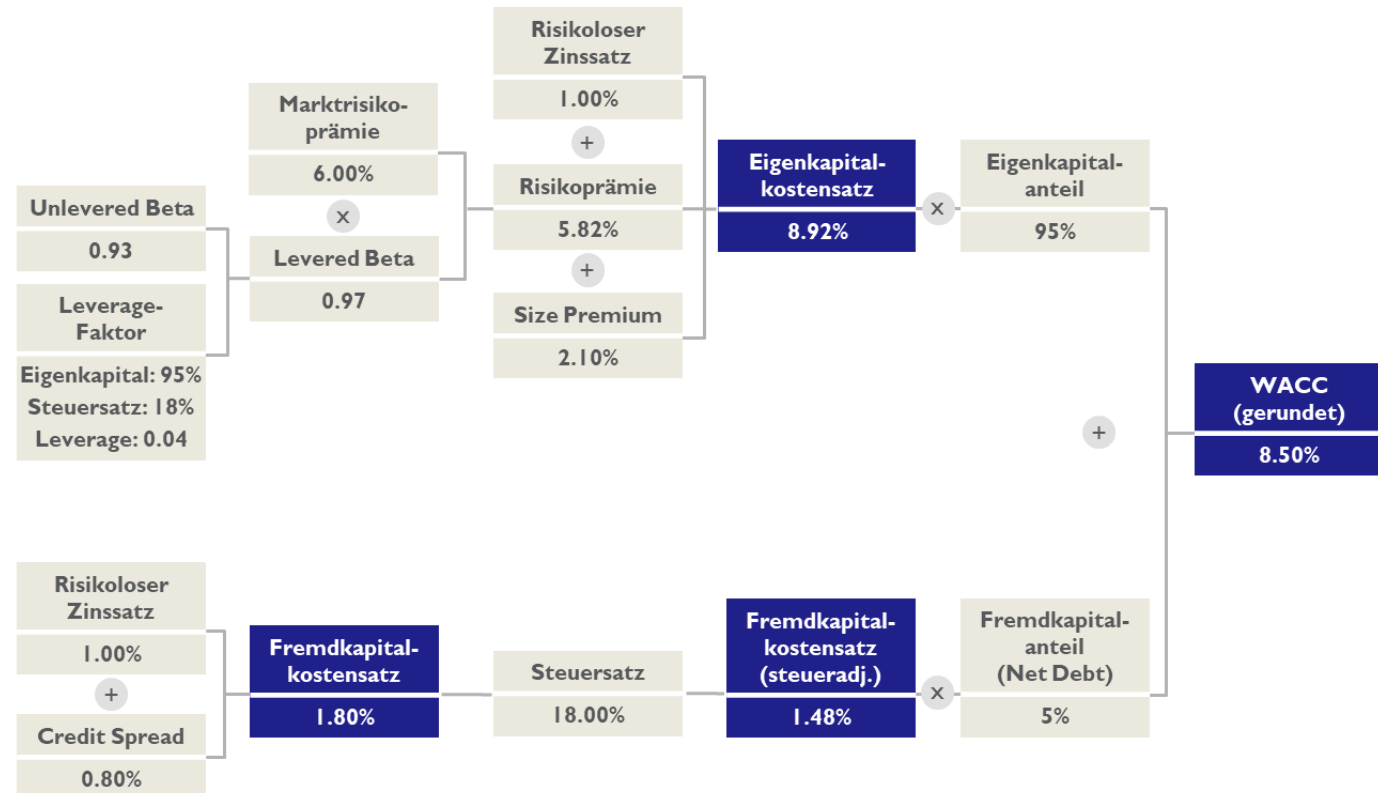 Risikoloser
Zinssatz
1.00%
+
Risikoprämie
5.82%
+
Size Premium
2.10%
Marktrisiko-
prämie
6.00%
x
Levered Beta
0.97
Unlevered Beta
0.93
Leverage-
Faktor
Eigenkapital: 95%
Steuersatz: 18%
Leverage: 0.04
Eigenkapital-
kostensatz
8.92%
x
Eigenkapital-
anteil
95%
+
WACC
(gerundet)
8.50%
Risikoloser
Zinssatz
1.00%
+
Credit Spread
0.80%
Fremdkapital-
kostensatz
1.80%
Steuersatz
18.00%
Fremdkapital-
kostensatz
(steueradj.)
1.48%
x
Fremdkapital-
anteil
(Net Debt)
5%